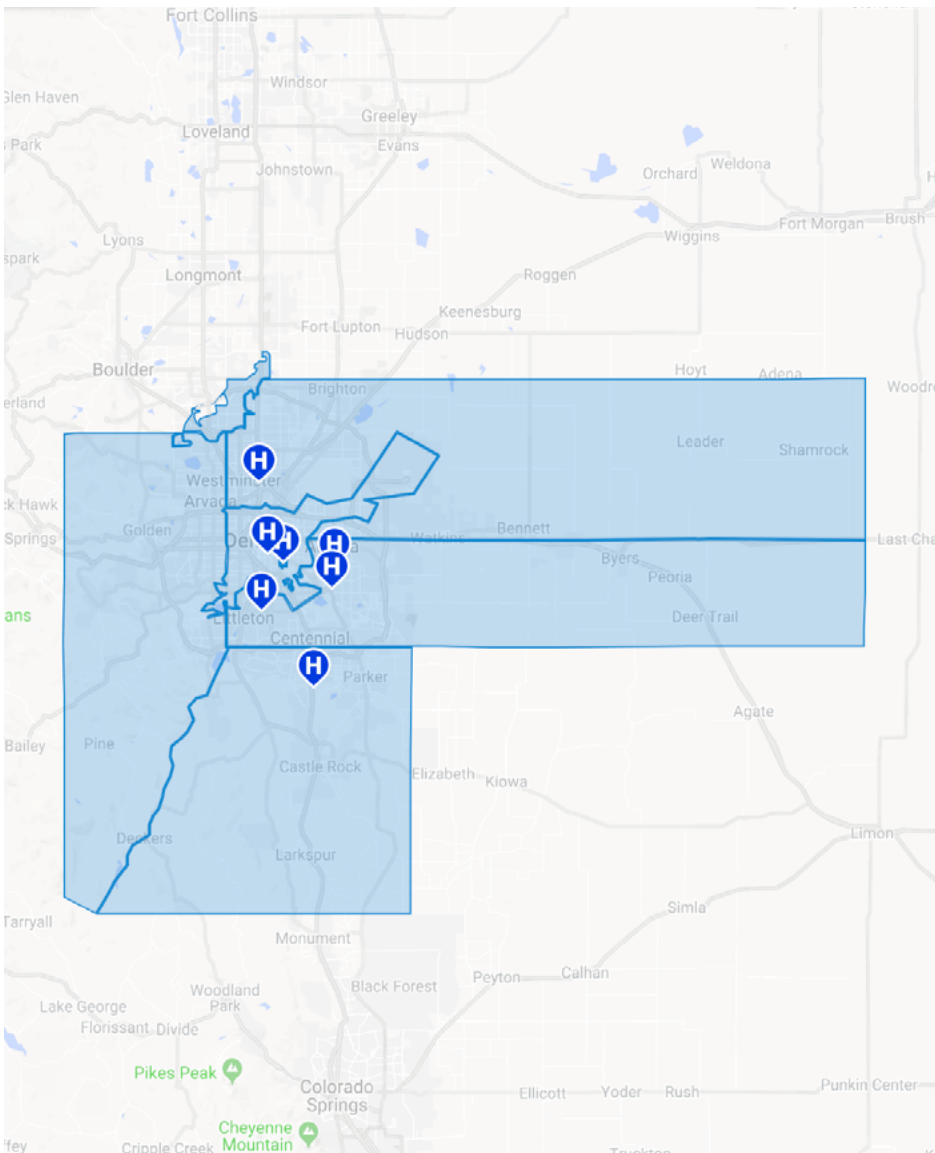 Fort Collins
Windsor
Glen Haven
Greeley
Loveland
Evans
Park
Weldona
Orchard
Johnstown
Fort Morgan
Brush
Wiggins
Lyons
spark
Longmont
Roggen
Keenesburg
Fort Lupton
Hudson
Boulder
Hoyt
Adena
Woodro
erland
Brighton
Leader
Shamrock
H
Westminster
Arvada
ck Hawk
Golden
Bennett
Springs
H
H
H
Watkins
Last Cha
Byers
H
Peoria
H
ans
Littleton
Deer Trail
Centennial
H
Parker
Agate
Bailey
Pine
Castle Rock
Elizabeth
Kiowa
Deckers
Limon
Larkspur
Simla
Tarryall
Monument
Peyton
Calhan
Woodland
Park
Black Forest
Lake George
Florissant
Divide
Pikes Peak
Colorado
Springs
Ellicott
Yoder
Rush
Punkin Center
Cheyenne
Mountain
Cripple Creek
ffey